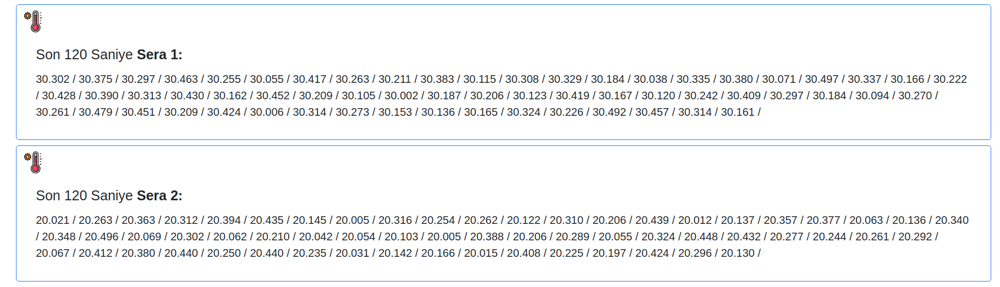 Son 120 Saniye Sera 1:
30.302 / 30.375 / 30.297 / 30.463 / 30.255 / 30.055 / 30.417 / 30.263 / 30.211 / 30.383 / 30.115 / 30.308 / 30.329 / 30.184 / 30.038 / 30.335 / 30.380 / 30.071 / 30.497 / 30.337 / 30.166 / 30.222
/ 30.428 / 30.390 / 30.313 / 30.430 / 30.162 / 30.452 / 30.209 / 30.105 / 30.002 / 30.187 / 30.206 / 30.123 / 30.419 / 30.167 / 30.120 / 30.242 / 30.409 / 30.297 / 30.184 / 30.094 / 30.270 /
30.261 / 30.479 / 30.451 / 30.209 / 30.424 / 30.006 / 30.314 / 30.273 / 30.153 / 30.136 / 30.165 / 30.324 / 30.226 / 30.492 / 30.457 / 30.314 / 30.161 /
Son 120 Saniye Sera 2:
20.021 / 20.263 / 20.363 / 20.312 / 20.394 / 20.435 / 20.145 / 20.005 / 20.316 / 20.254 / 20.262 / 20.122 / 20.310 / 20.206 / 20.439 / 20.012 / 20.137 / 20.357 / 20.377 / 20.063 / 20.136 / 20.340
/ 20.348 / 20.496 / 20.069 / 20.302 / 20.062 / 20.210 / 20.042 / 20.054 / 20.103 / 20.005 / 20.388 / 20.206 / 20.289 / 20.055 / 20.324 / 20.448 / 20.432 / 20.277 / 20.244 / 20.261 / 20.292 /
20.067 / 20.412 / 20.380 / 20.440 / 20.250 / 20.440 / 20.235 / 20.031 / 20.142 / 20.166 / 20.015 / 20.408 / 20.225 / 20.197 / 20.424 / 20.296 / 20.130 /